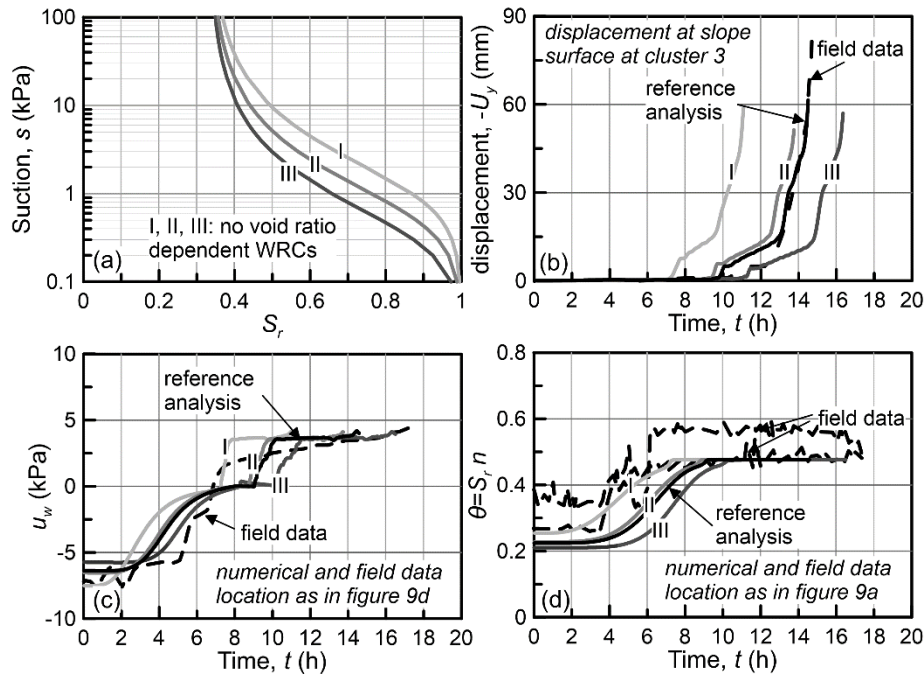 100
10
1
0.1
Suction, s (kPa)
I
II
III
I, II, III: no void ratio
dependent WRCs
(a)
0 0.2 0.4 0.6 0.8 1
Sr
90
60
30
0
displacement, -Uy (mm)
displacement at slope
surface at cluster 3
field data
reference
analysis
I
II
III
(b)
0 2 4 6 8 10 12 14 16 18 20
Time, t (h)
10
5
0
-5
-10
uw (kPa)
reference
analysis
I
II
III
field data
numerical and field data
location as in figure 9d
(c)
0 2 4 6 8 10 12 14 16 18 20
Time, t (h)
0.8
0.6
0.4
0.2
0
θ=Sr n
field data
I
II
III
reference
analysis
numerical and field data
location as in figure 9a
(d)
0 2 4 6 8 10 12 14 16 18 20
Time, t (h)